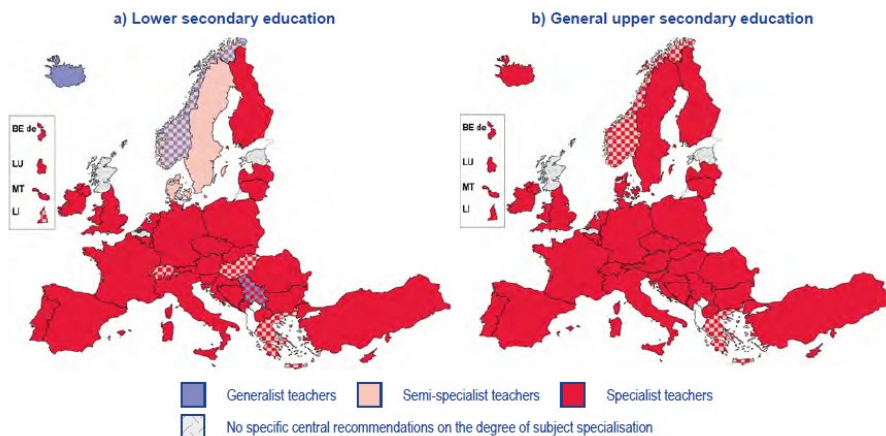 a) Lower secondary education
b) General upper secondary education
BE de
LU
MT
LI
BE de
LU
MT
LI
Generalist teachers
Semi-specialist teachers
Specialist teachers
No specific central recommendations on the degree of subject specialisation